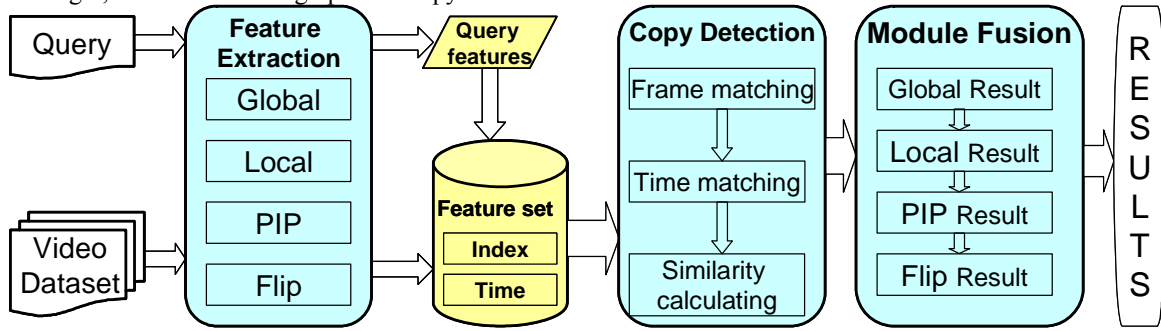 Query
Video
Dataset
Feature
Extraction
Global
Local
PIP
Flip
Query
features
Feature set
Index
Time
Copy Detection
Frame matching
Time matching
Similarity
calculating
Module Fusion
Global Result
Local Result
PIP Result
Flip Result
R
E
S
U
L
T
S